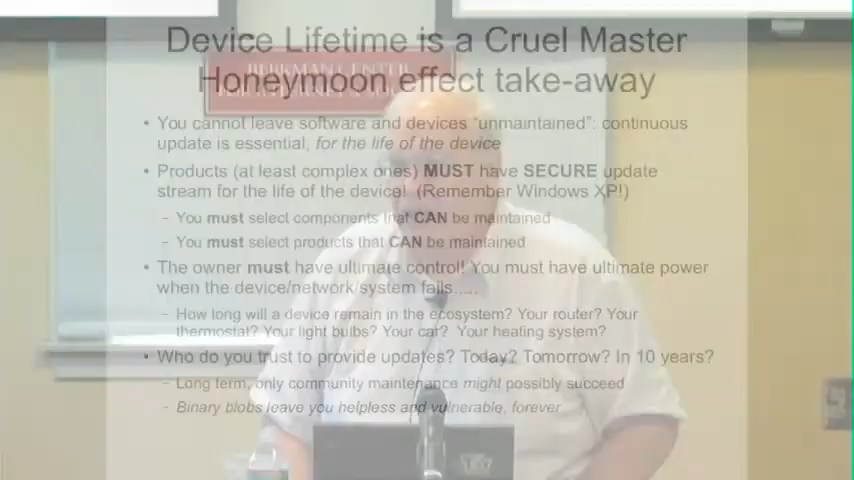 Device Lifetime is a Cruel Master
Honeymoon effect take-away
BERKMAN CENTER
• You cannot leave software and devices "unmaintained": continuous
update is essential, for the life of the device
• Products (at least complex ones) MUST have SECURE update
stream for the life of the device! (Remember Windows XP!)
– You must select components that CAN be maintained
– You must select products that CAN be maintained
• The owner must have ultimate control! You must have ultimate power
when the device/network/system fails.....
– How long will a device remain in the ecosystem? Your router? Your
thermostat? Your light bulbs? Your car? Your heating system?
• Who do you trust to provide updates? Today? Tomorrow? In 10 years?
– Long term, only community maintenance might possibly succeed
– Binary blobs leave you helpless and vulnerable, forever